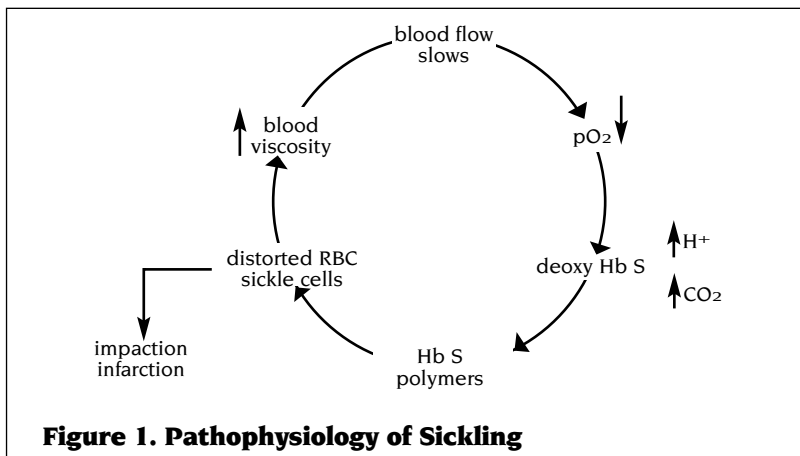 blood flow
slows
pO₂
deoxy Hb S
H⁺
CO₂
Hb S
polymers
distorted RBC
sickle cells
impaction
infarction
blood
viscosity
Figure 1. Pathophysiology of Sickling